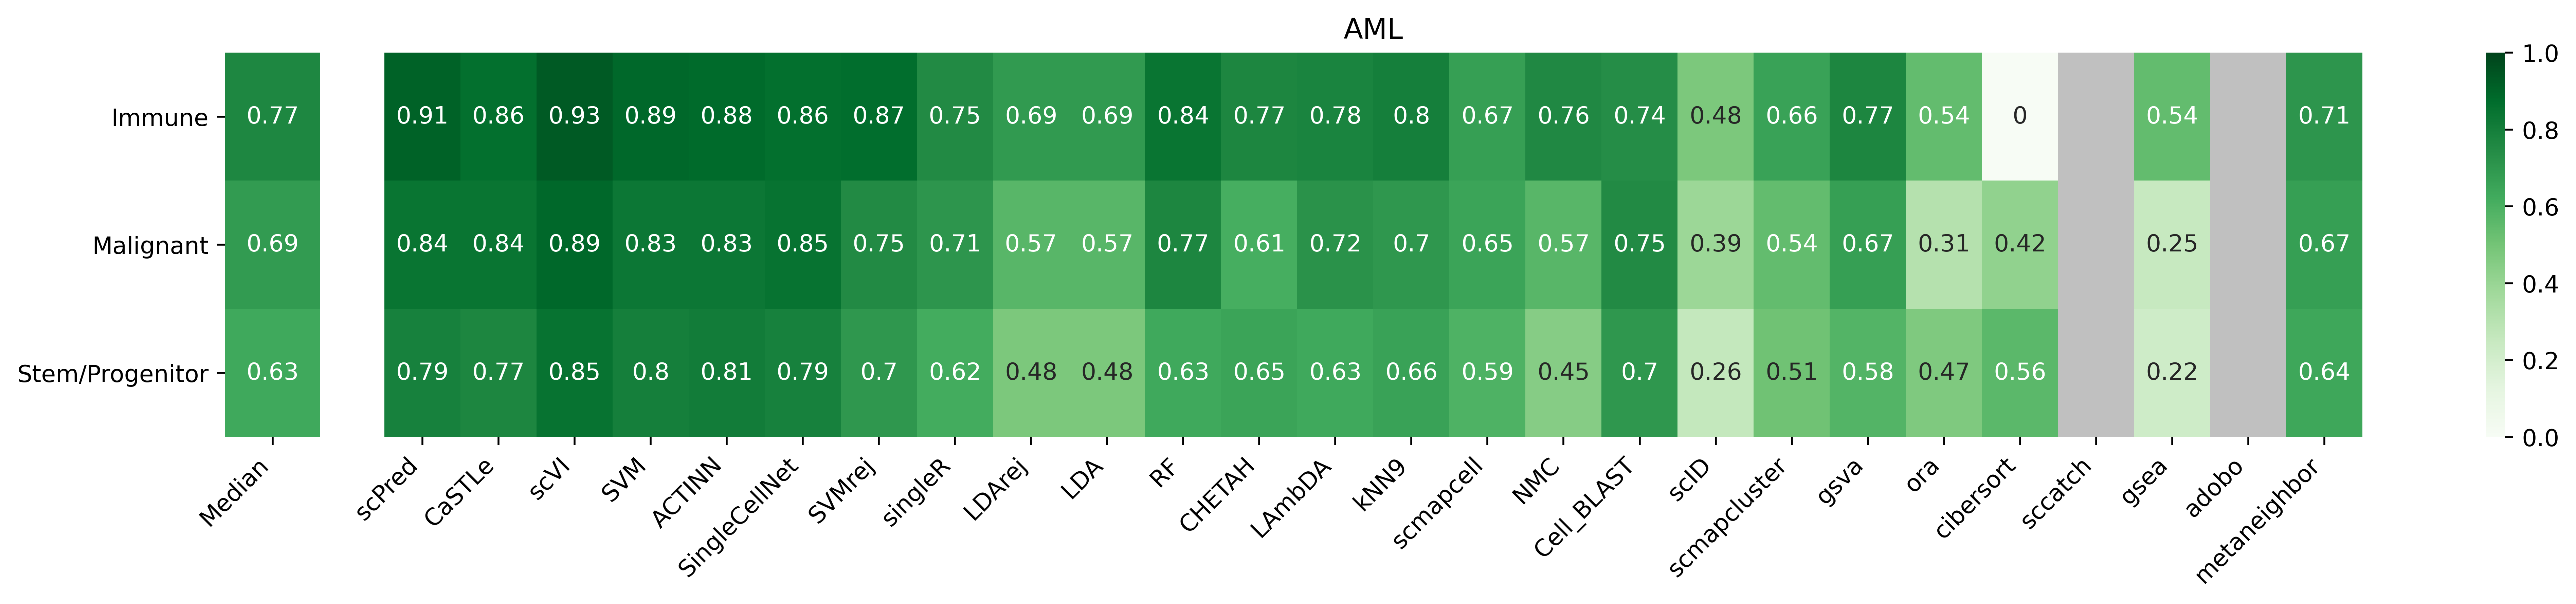 AML
Immune 0.77 0.91 0.86 0.93 0.89 0.88 0.86 0.87 0.75 0.69 0.69 0.84 0.77 0.78 0.8 0.67 0.76 0.74 0.48 0.66 0.77 0.54 0 0.54 0.71
Malignant 0.69 0.84 0.84 0.89 0.83 0.83 0.85 0.75 0.71 0.57 0.57 0.77 0.61 0.72 0.7 0.65 0.57 0.75 0.39 0.54 0.67 0.31 0.42 0.25 0.67
Stem/Progenitor 0.63 0.79 0.77 0.85 0.8 0.81 0.79 0.7 0.62 0.48 0.48 0.63 0.65 0.63 0.66 0.59 0.45 0.7 0.26 0.51 0.58 0.47 0.56 0.22 0.64
Median scPred CaSTLe scVI SVM ACTINN SingleCellNet SVMrej singleR LDArej LDA RF CHETAH LAmbDA kNN9 scmapcell NMC Cell_BLAST scID scmapcluster gsva ora cibersort sccatch gsea adobo metaneighbor
1.0
0.8
0.6
0.4
0.2
0.0